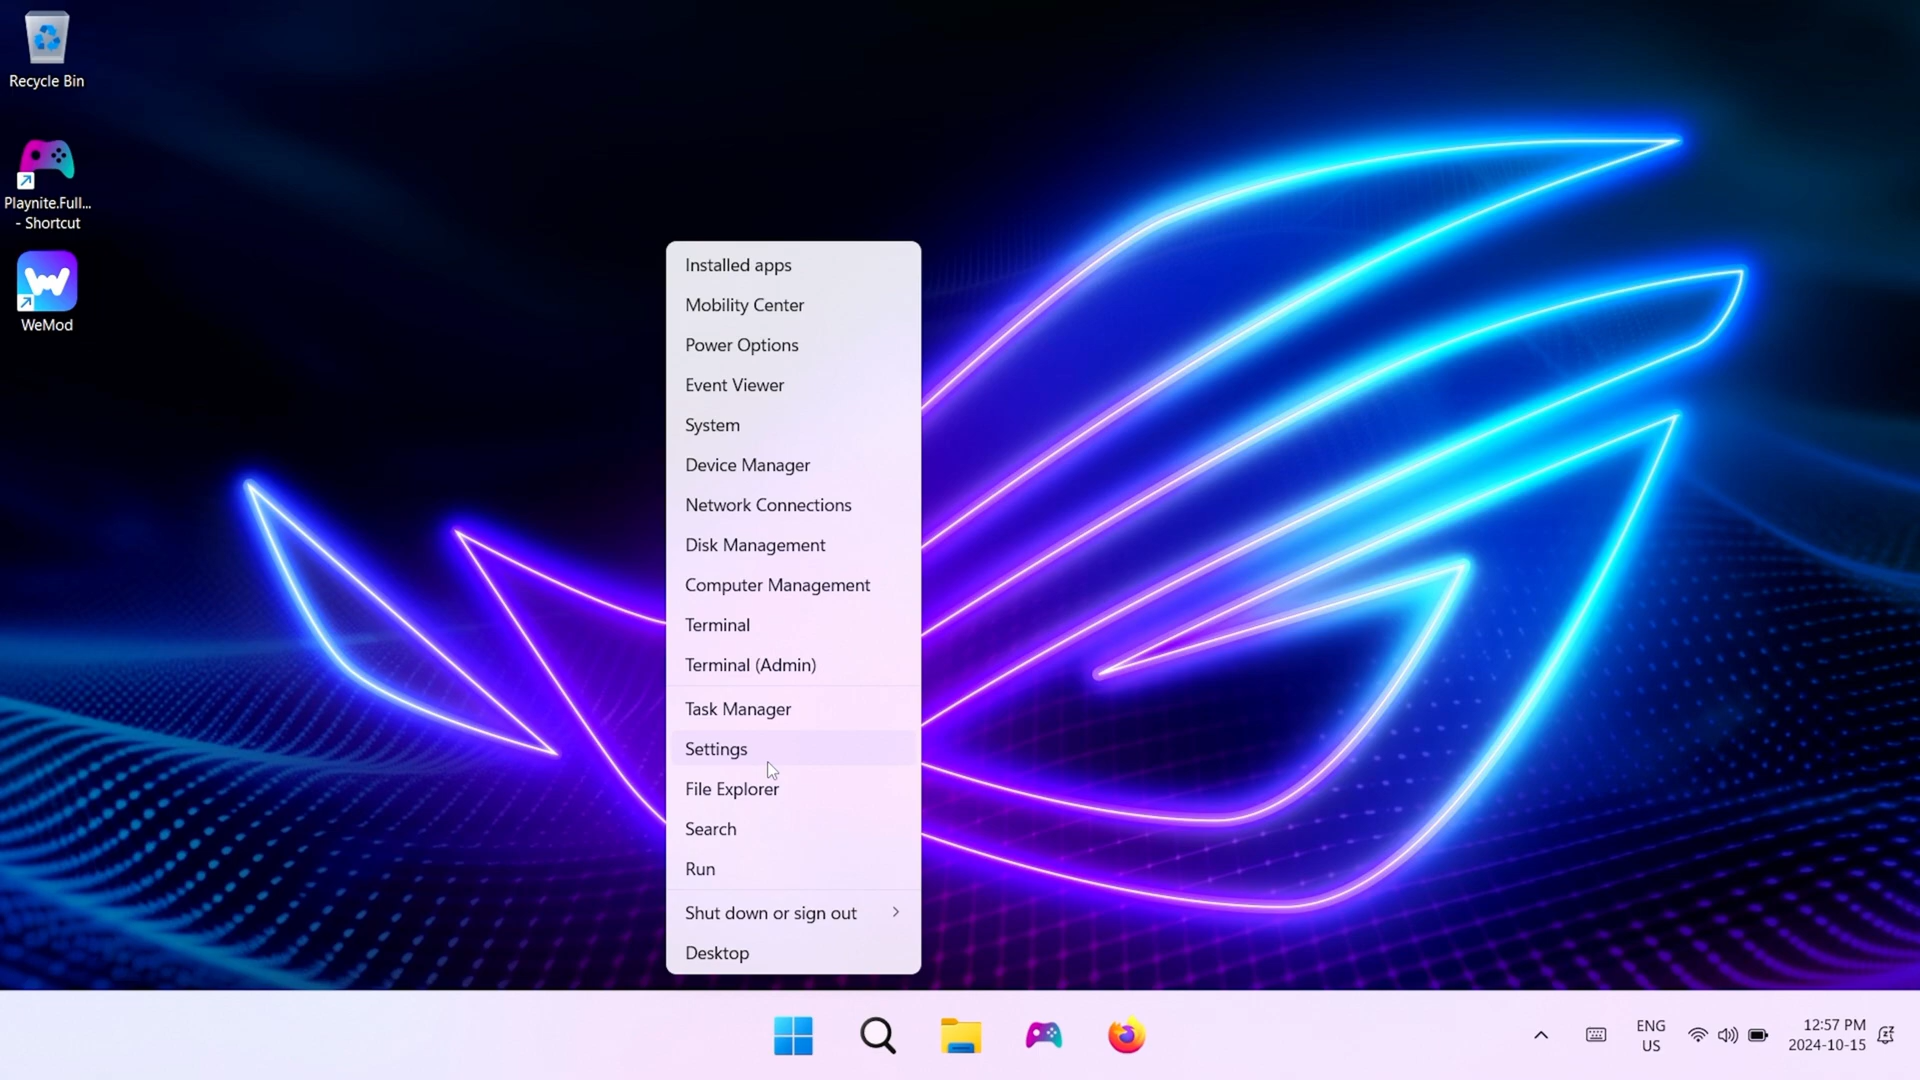 Recycle Bin
Playnite.Full...
- Shortcut
WeMod
Installed apps
Mobility Center
Power Options
Event Viewer
System
Device Manager
Network Connections
Disk Management
Computer Management
Terminal
Terminal (Admin)
Task Manager
Settings
File Explorer
Search
Run
Shut down or sign out
Desktop
ENG
US
12:57 PM
2024-10-15